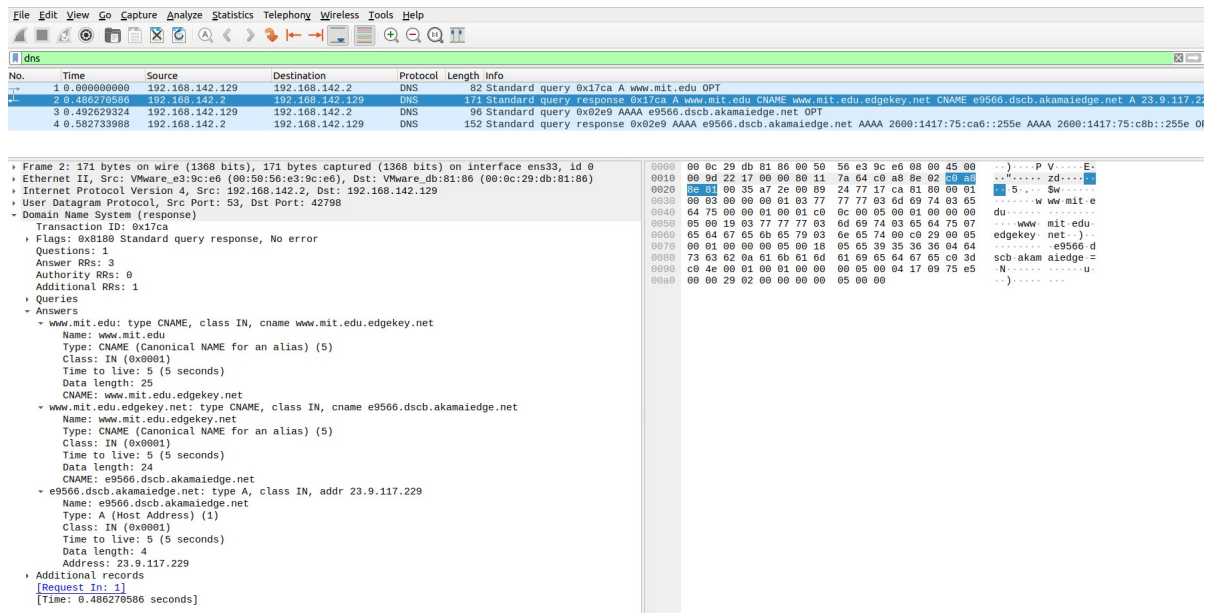 File Edit View Go Capture Analyze Statistics Telephony Wireless Tools Help
dns
No. Time Source Destination Protocol Length Info
1 0.000000000 192.168.142.129 192.168.142.2 DNS 82 Standard query 0x17ca A www.mit.edu OPT
2 0.486270586 192.168.142.2 192.168.142.129 DNS 171 Standard query response 0x17ca A www.mit.edu CNAME www.mit.edu.edgekey.net CNAME e9566.dscb.akamaiedge.net A 23.9.117.22
3 0.492629324 192.168.142.129 192.168.142.2 DNS 96 Standard query 0x02e9 AAAA e9566.dscb.akamaiedge.net OPT
4 0.582733988 192.168.142.2 192.168.142.129 DNS 152 Standard query response 0x02e9 AAAA e9566.dscb.akamaiedge.net AAAA 2600:1417:75:ca6::255e AAAA 2600:1417:75:c8b::255e OP
Frame 2: 171 bytes on wire (1368 bits), 171 bytes captured (1368 bits) on interface ens33, id 0
Ethernet II, Src: VMware_e3:9c:e6 (00:50:56:e3:9c:e6), Dst: VMware_db:81:86 (00:0c:29:db:81:86)
Internet Protocol Version 4, Src: 192.168.142.2, Dst: 192.168.142.129
User Datagram Protocol, Src Port: 53, Dst Port: 42798
Domain Name System (response)
Transaction ID: 0x17ca
Flags: 0x8180 Standard query response, No error
Questions: 1
Answer RRs: 3
Authority RRs: 0
Additional RRs: 1
Queries
Answers
www.mit.edu: type CNAME, class IN, cname www.mit.edu.edgekey.net
Name: www.mit.edu
Type: CNAME (Canonical NAME for an alias) (5)
Class: IN (0x0001)
Time to live: 5 (5 seconds)
Data length: 25
CNAME: www.mit.edu.edgekey.net
www.mit.edu.edgekey.net: type CNAME, class IN, cname e9566.dscb.akamaiedge.net
Name: www.mit.edu.edgekey.net
Type: CNAME (Canonical NAME for an alias) (5)
Class: IN (0x0001)
Time to live: 5 (5 seconds)
Data length: 24
CNAME: e9566.dscb.akamaiedge.net
e9566.dscb.akamaiedge.net: type A, class IN, addr 23.9.117.229
Name: e9566.dscb.akamaiedge.net
Type: A (Host Address) (1)
Class: IN (0x0001)
Time to live: 5 (5 seconds)
Data length: 4
Address: 23.9.117.229
Additional records
[Request In: 1]
[Time: 0.486270586 seconds]
0000 00 0c 29 db 81 86 00 50 56 e3 9c e6 08 00 45 00 ··)····P V·····E·
0010 00 9d 22 17 00 00 80 11 7a 64 c0 a8 8e 02 c0 a8 ··"····· zd······
0020 8e 81 00 35 a7 2e 00 89 24 77 17 ca 81 80 00 01 ···5·.·· $w······
0030 00 03 00 00 00 01 03 77 77 77 03 6d 69 74 03 65 ·······w ww·mit·e
0040 64 75 00 00 01 00 01 c0 0c 00 05 00 01 00 00 00 du······ ········
0050 05 00 19 03 77 77 77 03 6d 69 74 03 65 64 75 07 ····www· mit·edu·
0060 65 64 67 65 6b 65 79 03 6e 65 74 00 c0 29 00 05 edgekey· net··)··
0070 00 01 00 00 00 05 00 18 05 65 39 35 36 36 04 64 ········ ·e9566·d
0080 73 63 62 0a 61 6b 61 6d 61 69 65 64 67 65 c0 3d scb·akam aiedge·=
0090 c0 4e 00 01 00 01 00 00 00 05 00 04 17 09 75 e5 ·N······ ······u·
00a0 00 00 29 02 00 00 00 00 05 00 00 ··)····· ···